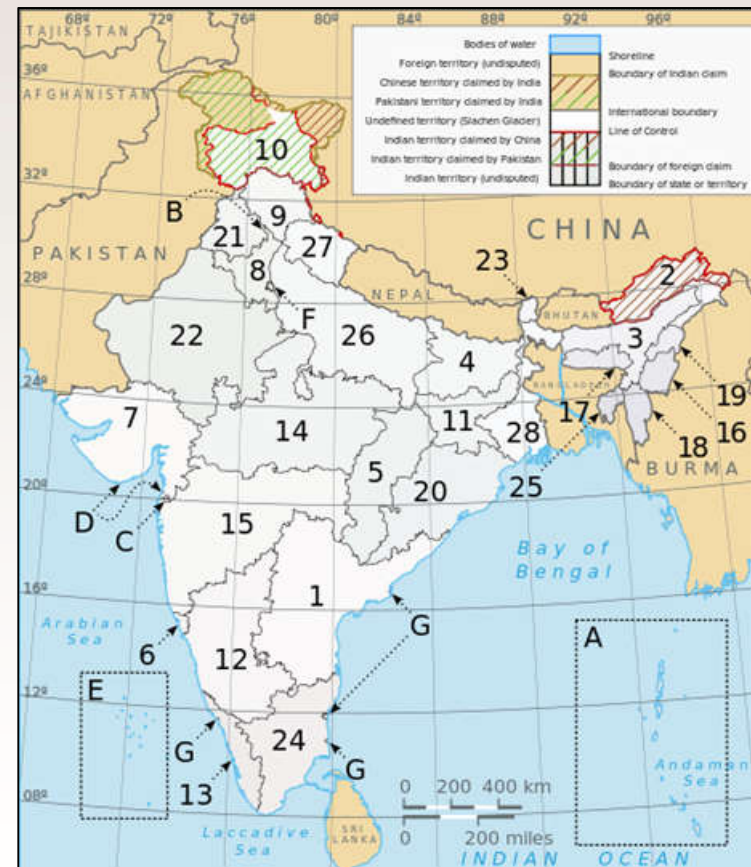 68º 72º 76º 80º 84º 88º 92º 96º
TAJIKISTAN
36º
AFGHANISTAN
Bodies of water
Shoreline
Foreign territory (undisputed)
Boundary of Indian claim
Chinese territory claimed by India
Pakistani territory claimed by India
International boundary
Undefined territory (Siachen Glacier)
Line of Control
Indian territory claimed by China
Indian territory claimed by Pakistan
Boundary of foreign claim
Indian territory (undisputed)
Boundary of state or territory
10
32º
B
9
21
CHINA
PAKISTAN
27
8
23
2
28º
NEPAL
BHUTAN
F
22
26
3
4
24º
BANGLADESH
7
17
19
14
11
28
16
18
5
BURMA
20º
20
25
D
C
15
Bay of
Bengal
16º
1
Arabian
Sea
G
6
A
12
12º
E
G
24
G
Andaman
Sea
13
0 200 400 km
08º
0 200 miles
Laccadive
Sea
SRI
LANKA
INDIAN OCEAN